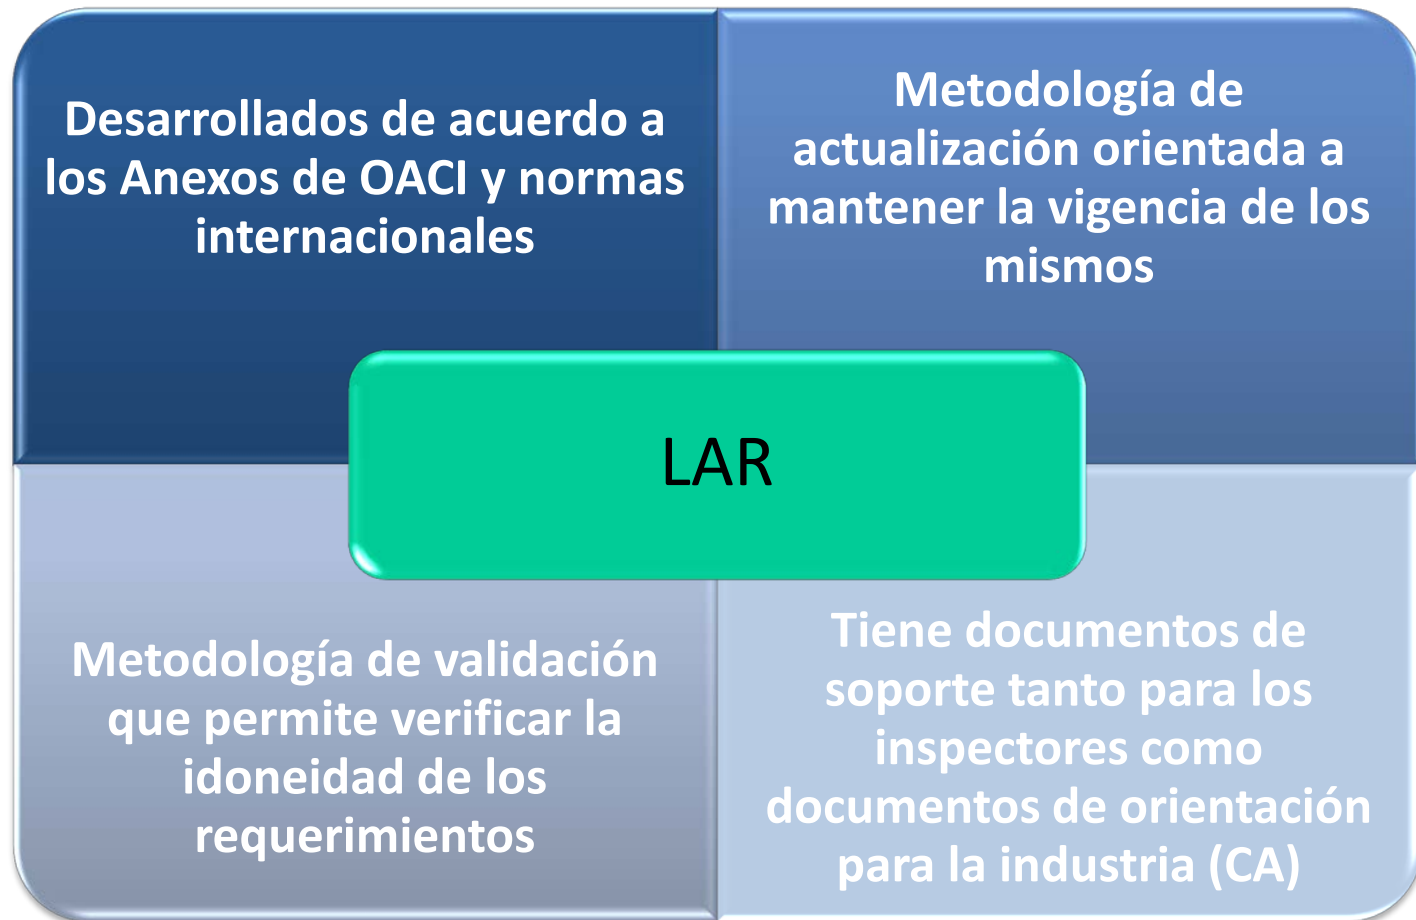 Desarrollados de acuerdo a
los Anexos de OACI y normas
internacionales
Metodología de
actualización orientada a
mantener la vigencia de los
mismos
LAR
Metodología de validación
que permite verificar la
idoneidad de los
requerimientos
Tiene documentos de
soporte tanto para los
inspectores como
documentos de orientación
para la industria (CA)